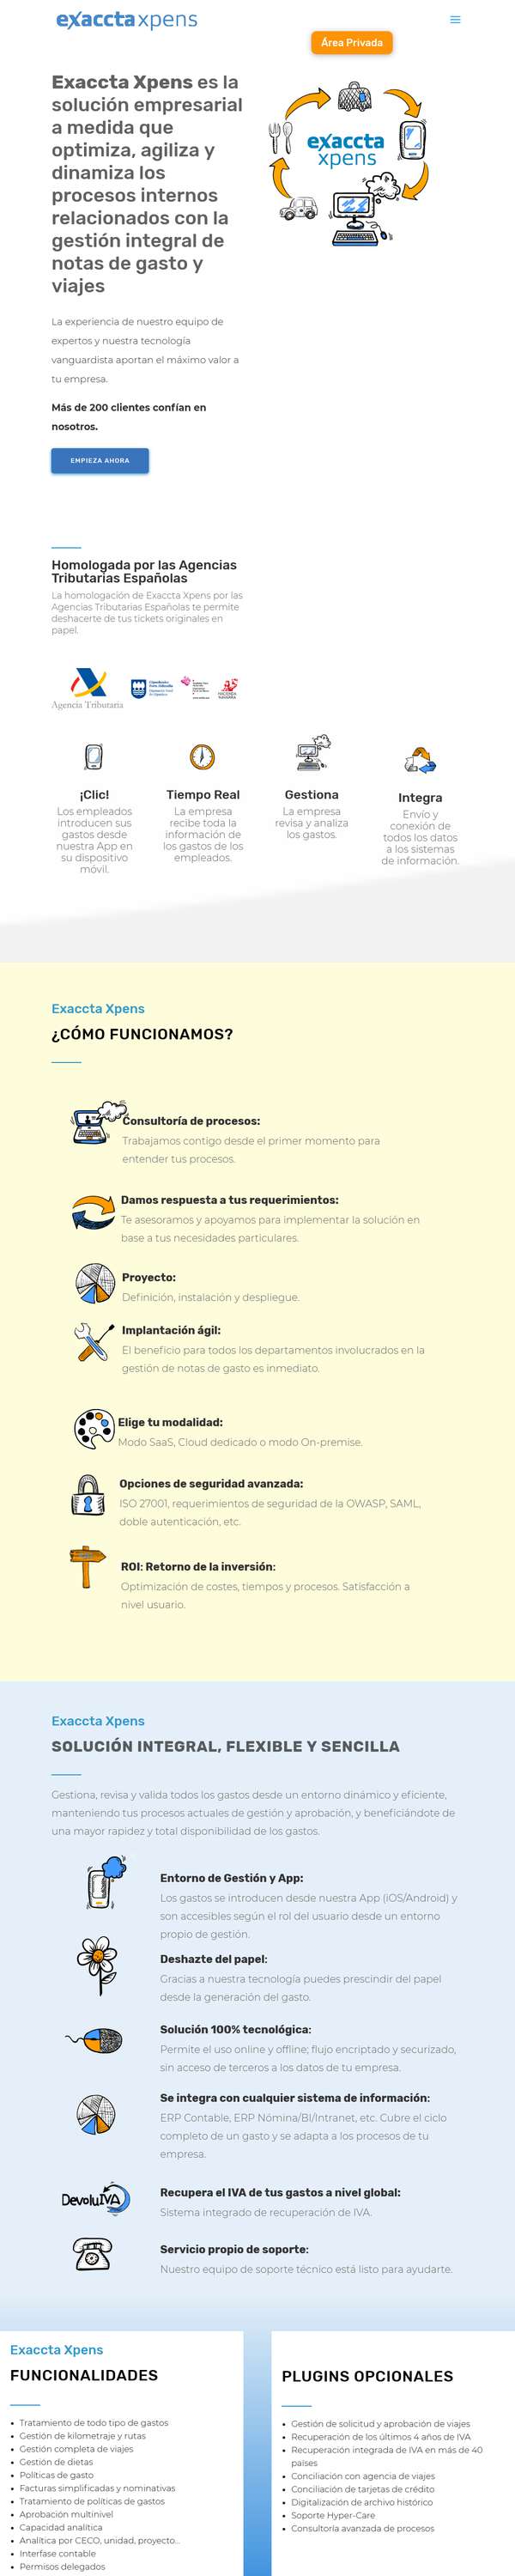 exaccta xpens
Área Privada
Exaccta Xpens es la
solución empresarial
a medida que
optimiza, agiliza y
dinamiza los
procesos internos
relacionados con la
gestión integral de
notas de gasto y
viajes
exaccta
xpens
La experiencia de nuestro equipo de
expertos y nuestra tecnología
vanguardista aportan el máximo valor a
tu empresa.
Más de 200 clientes confían en
nosotros.
EMPIEZA AHORA
Homologada por las Agencias
Tributarias Españolas
La homologación de Exaccta Xpens por las
Agencias Tributarias Españolas te permite
deshacerte de tus tickets originales en
papel.
Agencia Tributaria
¡Clic!
Los empleados
introducen sus
gastos desde
nuestra App en
su dispositivo
móvil.
Tiempo Real
La empresa
recibe toda la
información de
los gastos de los
empleados.
Gestiona
La empresa
revisa y analiza
los gastos.
Integra
Envío y
conexión de
todos los datos
a los sistemas
de información.
Exaccta Xpens
¿CÓMO FUNCIONAMOS?
Consultoría de procesos:
Trabajamos contigo desde el primer momento para
entender tus procesos.
Damos respuesta a tus requerimientos:
Te asesoramos y apoyamos para implementar la solución en
base a tus necesidades particulares.
Proyecto:
Definición, instalación y despliegue.
Implantación ágil:
El beneficio para todos los departamentos involucrados en la
gestión de notas de gasto es inmediato.
Elige tu modalidad:
Modo SaaS, Cloud dedicado o modo On-premise.
Opciones de seguridad avanzada:
ISO 27001, requerimientos de seguridad de la OWASP, SAML,
doble autenticación, etc.
ROI: Retorno de la inversión:
Optimización de costes, tiempos y procesos. Satisfacción a
nivel usuario.
Exaccta Xpens
SOLUCIÓN INTEGRAL, FLEXIBLE Y SENCILLA
Gestiona, revisa y valida todos los gastos desde un entorno dinámico y eficiente,
manteniendo tus procesos actuales de gestión y aprobación, y beneficiándote de
una mayor rapidez y total disponibilidad de los gastos.
Entorno de Gestión y App:
Los gastos se introducen desde nuestra App (iOS/Android) y
son accesibles según el rol del usuario desde un entorno
propio de gestión.
Deshazte del papel:
Gracias a nuestra tecnología puedes prescindir del papel
desde la generación del gasto.
Solución 100% tecnológica:
Permite el uso online y offline; flujo encriptado y securizado,
sin acceso de terceros a los datos de tu empresa.
Se integra con cualquier sistema de información:
ERP Contable, ERP Nómina/BI/Intranet, etc. Cubre el ciclo
completo de un gasto y se adapta a los procesos de tu
empresa.
DevoluIVA
Recupera el IVA de tus gastos a nivel global:
Sistema integrado de recuperación de IVA.
Servicio propio de soporte:
Nuestro equipo de soporte técnico está listo para ayudarte.
Exaccta Xpens
FUNCIONALIDADES
• Tratamiento de todo tipo de gastos
• Gestión de kilometraje y rutas
• Gestión completa de viajes
• Gestión de dietas
• Políticas de gasto
• Facturas simplificadas y nominativas
• Tratamiento de políticas de gastos
• Aprobación multinivel
• Capacidad analítica
• Analítica por CECO, unidad, proyecto...
• Interfase contable
• Permisos delegados
PLUGINS OPCIONALES
• Gestión de solicitud y aprobación de viajes
• Recuperación de los últimos 4 años de IVA
• Recuperación integrada de IVA en más de 40
países
• Conciliación con agencia de viajes
• Conciliación de tarjetas de crédito
• Digitalización de archivo histórico
• Soporte Hyper-Care
• Consultoría avanzada de procesos